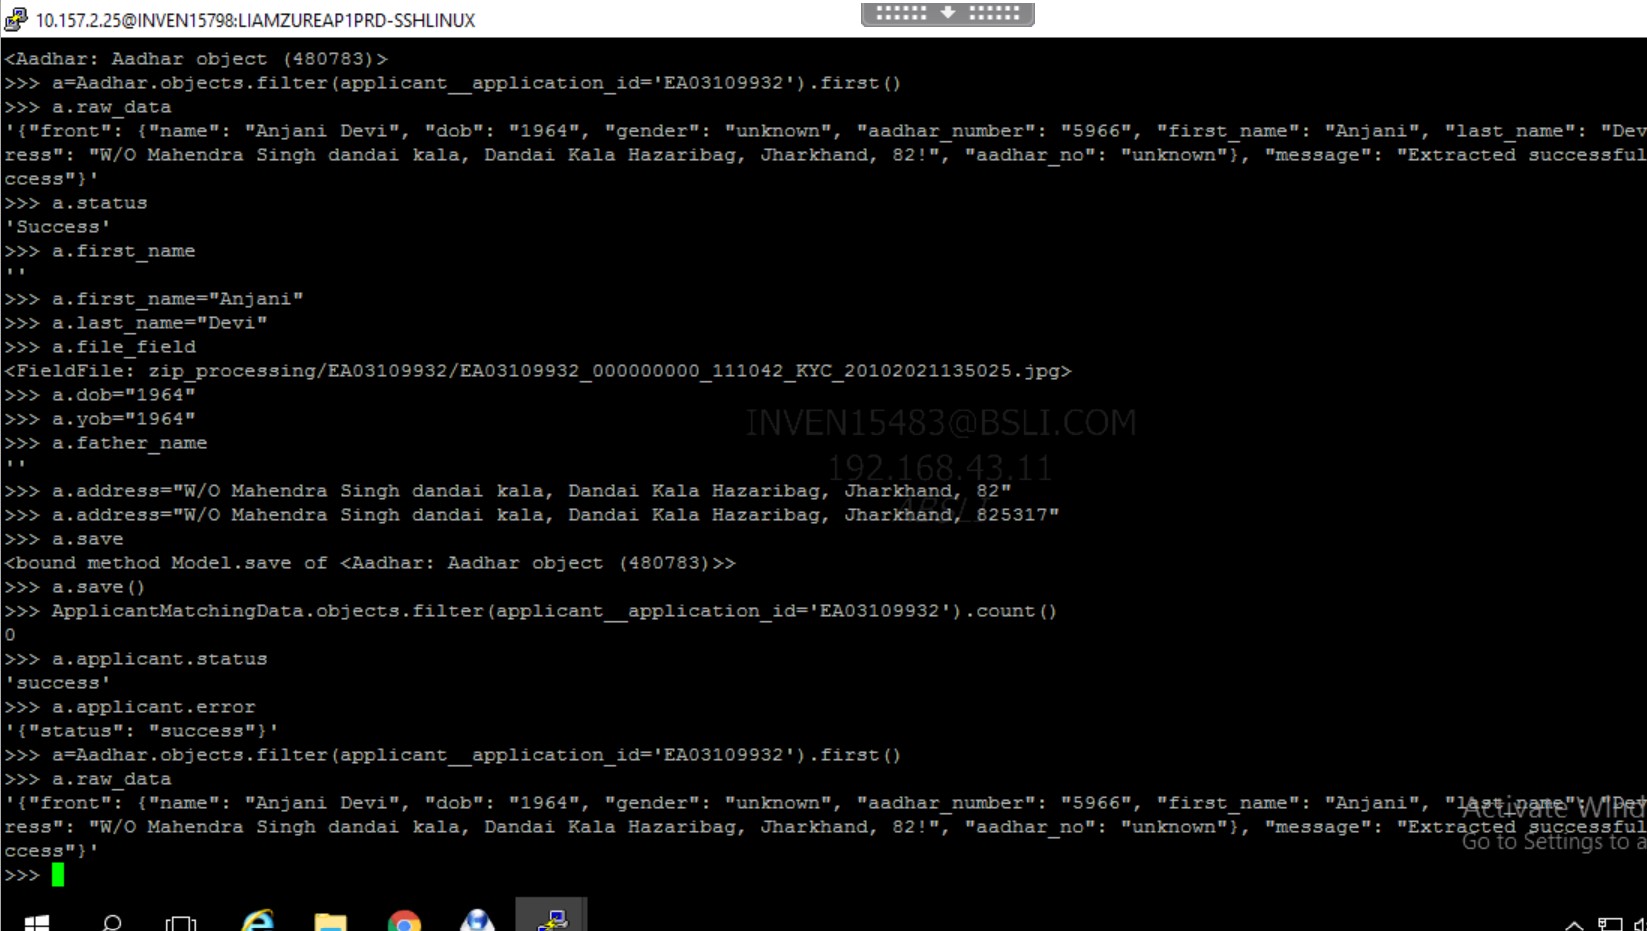 10.157.2.25@INVEN15798:LIAMZUREAP1PRD-SSHLINUX
<Aadhar: Aadhar object (480783)>
>>> a=Aadhar.objects.filter(applicant__application_id='EA03109932').first()
>>> a.raw_data
'{"front": {"name": "Anjani Devi", "dob": "1964", "gender": "unknown", "aadhar_number": "5966", "first_name": "Anjani", "last_name": "Dev
ress": "W/O Mahendra Singh dandai kala, Dandai Kala Hazaribag, Jharkhand, 82!", "aadhar_no": "unknown"}, "message": "Extracted successful
ccess"}'
>>> a.status
'Success'
>>> a.first_name
''
>>> a.first_name="Anjani"
>>> a.last_name="Devi"
>>> a.file_field
<FieldFile: zip_processing/EA03109932/EA03109932_000000000_111042_KYC_20102021135025.jpg>
>>> a.dob="1964"
>>> a.yob="1964"
>>> a.father_name
''
INVEN15483@BSLI.COM
192.168.43.11
>>> a.address="W/O Mahendra Singh dandai kala, Dandai Kala Hazaribag, Jharkhand, 82"
>>> a.address="W/O Mahendra Singh dandai kala, Dandai Kala Hazaribag, Jharkhand, 825317"
>>> a.save
<bound method Model.save of <Aadhar: Aadhar object (480783)>>
>>> a.save()
>>> ApplicantMatchingData.objects.filter(applicant__application_id='EA03109932').count()
0
>>> a.applicant.status
'success'
>>> a.applicant.error
'{"status": "success"}'
>>> a=Aadhar.objects.filter(applicant__application_id='EA03109932').first()
>>> a.raw_data
'{"front": {"name": "Anjani Devi", "dob": "1964", "gender": "unknown", "aadhar_number": "5966", "first_name": "Anjani", "last_name": "Dev
ress": "W/O Mahendra Singh dandai kala, Dandai Kala Hazaribag, Jharkhand, 82!", "aadhar_no": "unknown"}, "message": "Extracted successful
ccess"}'
>>>
Activate Wind
Go to Settings to a